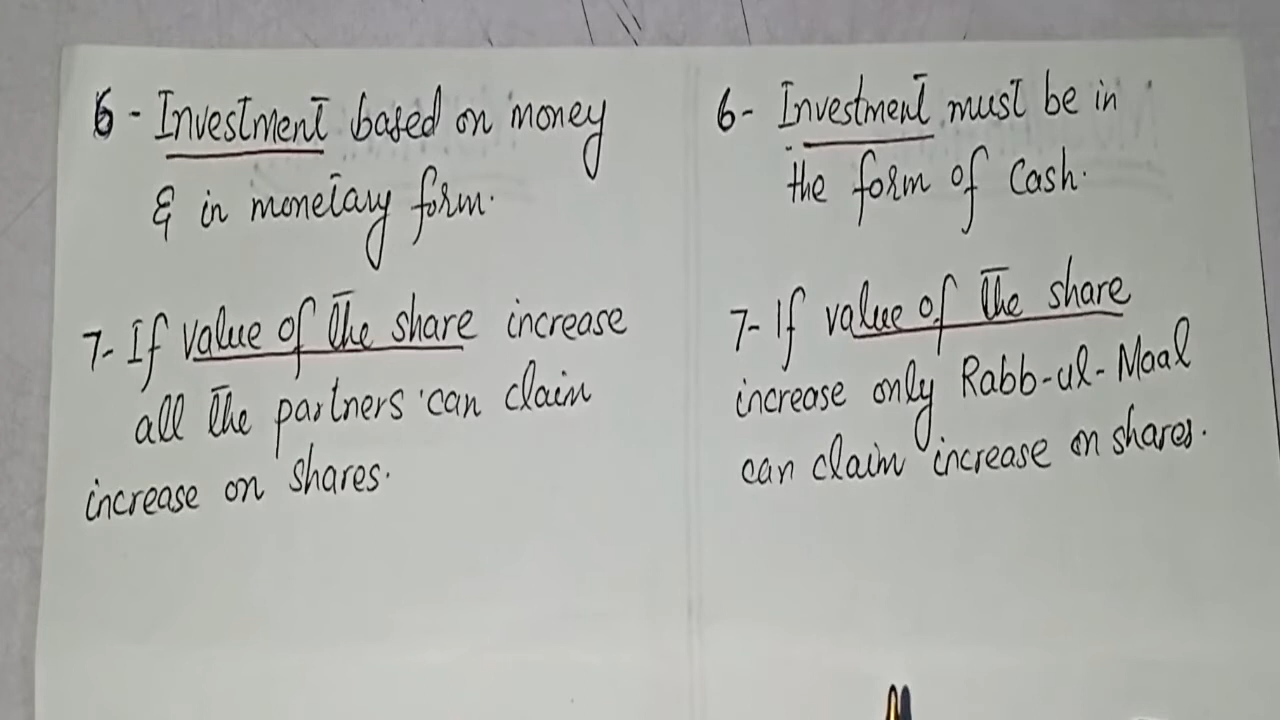 6 - Investment based on money
& in monetary form.
7- If value of the share increase
all the partners can claim
increase on shares.
6- Investment must be in
the form of Cash.
7- If value of the share
increase only Rabb-ul-Maal
can claim increase on shares.